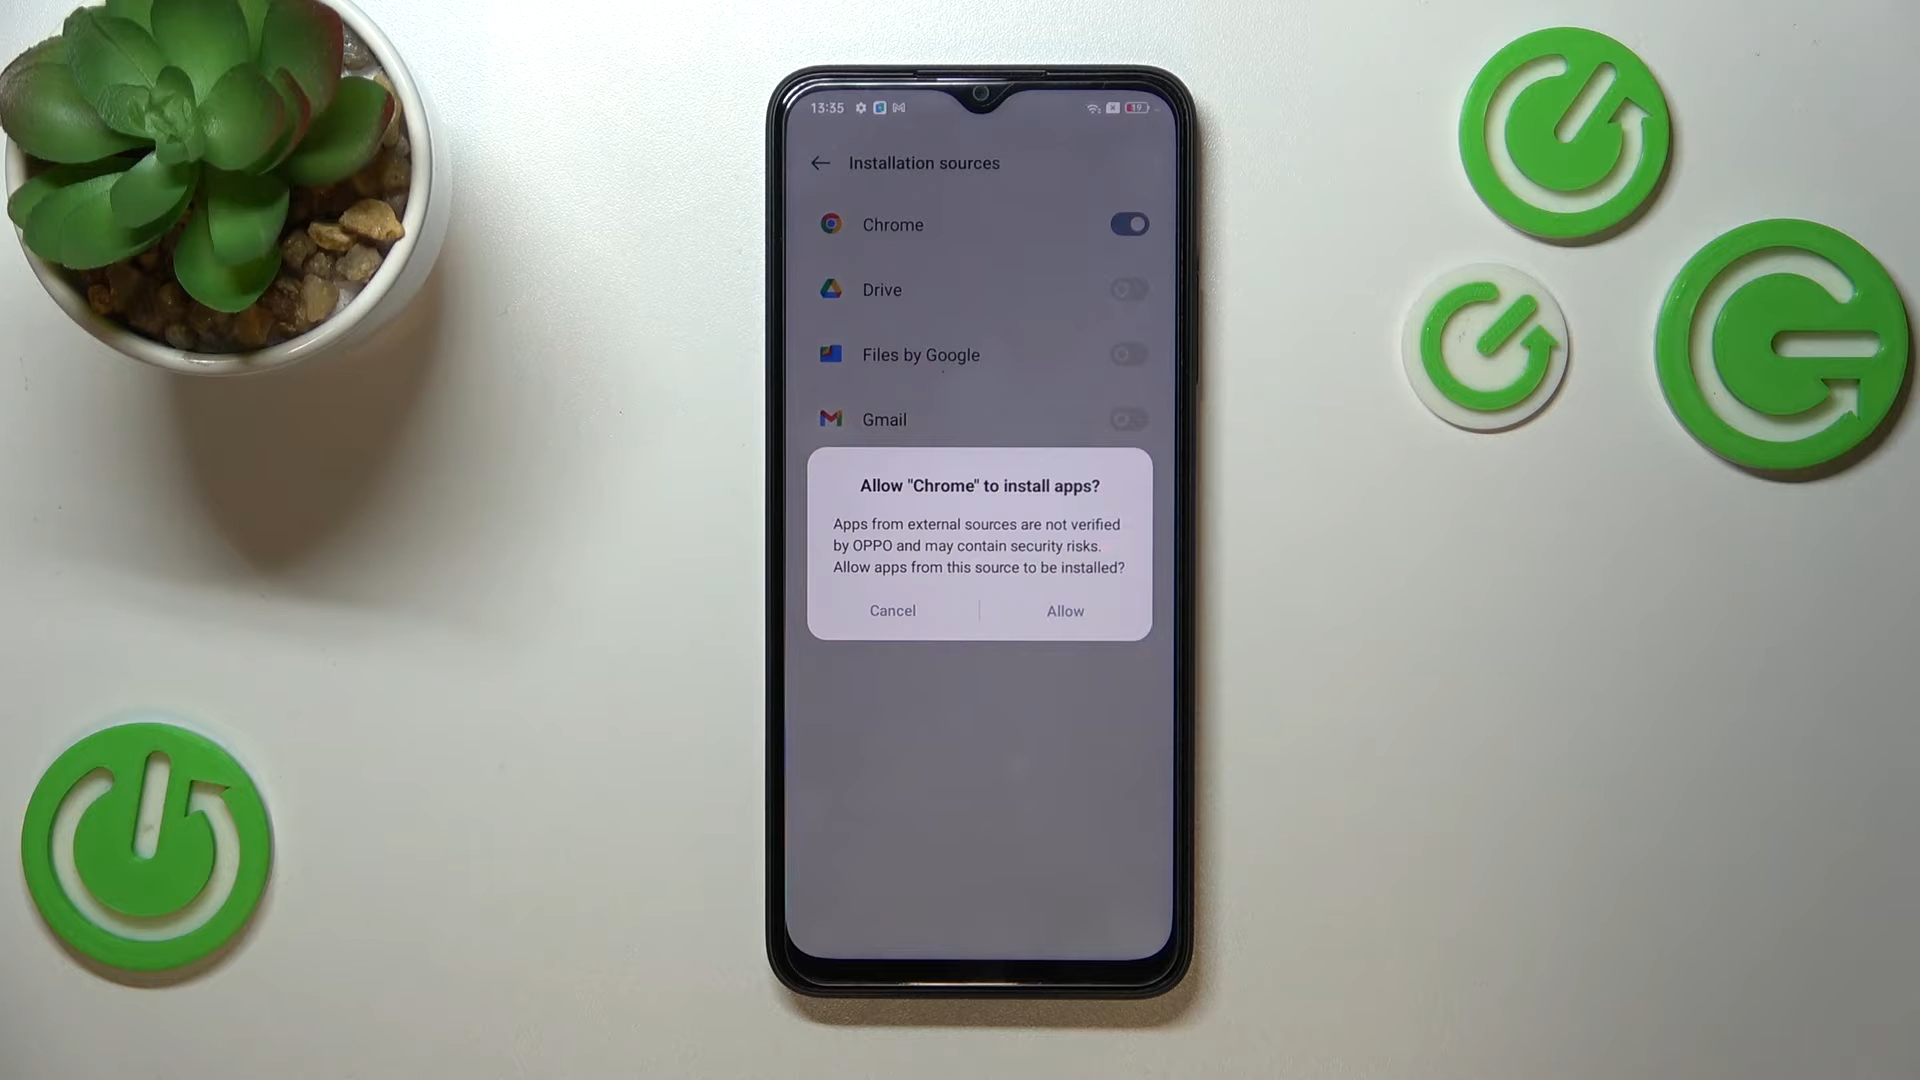 13:35
19
Installation sources
Chrome
Drive
Files by Google
Gmail
Allow "Chrome" to install apps?
Apps from external sources are not verified
by OPPO and may contain security risks.
Allow apps from this source to be installed?
Cancel
Allow